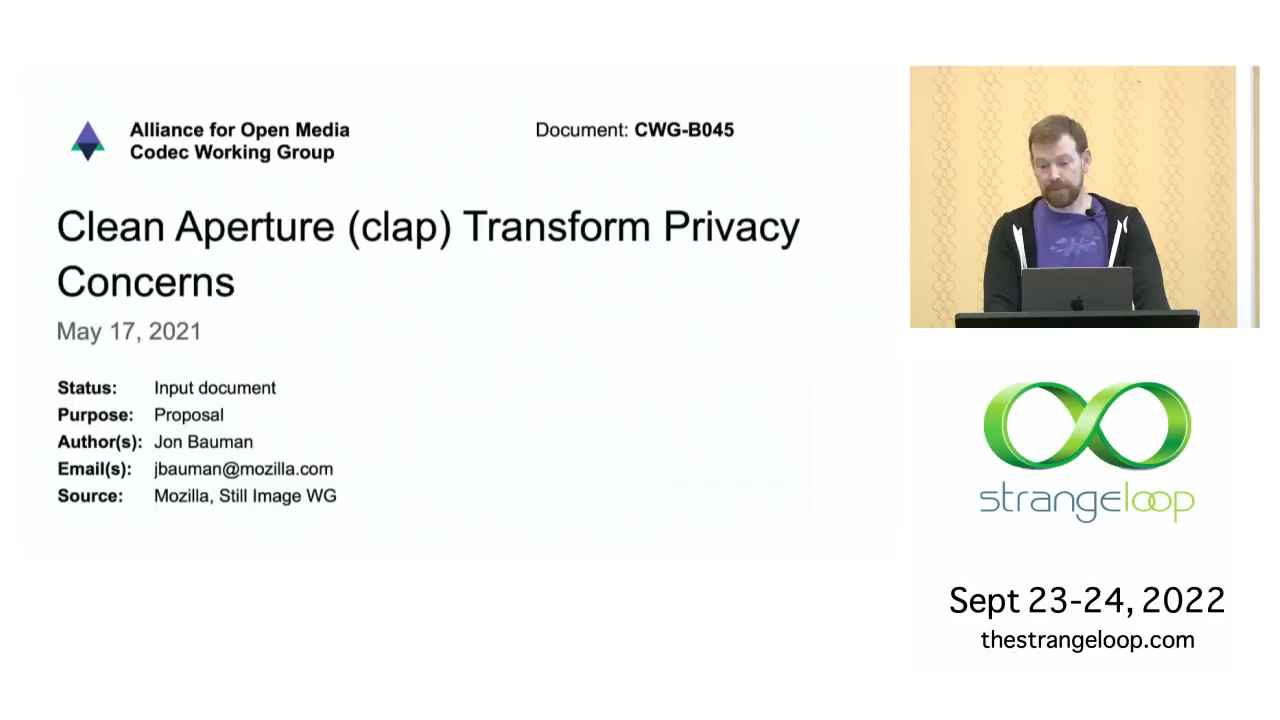 Alliance for Open Media
Codec Working Group
Document: CWG-B045
Clean Aperture (clap) Transform Privacy
Concerns
May 17, 2021
Status: Input document
Purpose: Proposal
Author(s): Jon Bauman
Email(s): jbauman@mozilla.com
Source: Mozilla, Still Image WG
strangeloop
Sept 23-24, 2022
thestrangeloop.com